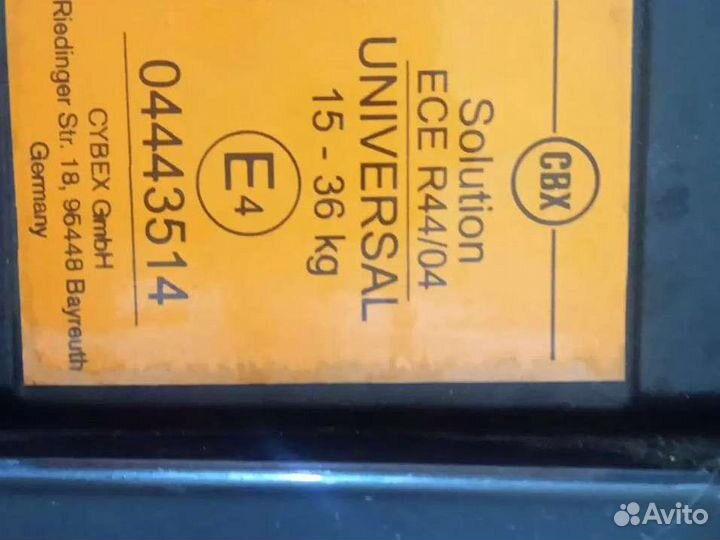 CBX
Solution
ECE R44/04
UNIVERSAL
15 - 36 kg
E4
04443514
CYBEX GmbH
Riedinger Str. 18, 95448 Bayreuth
Germany
Avito